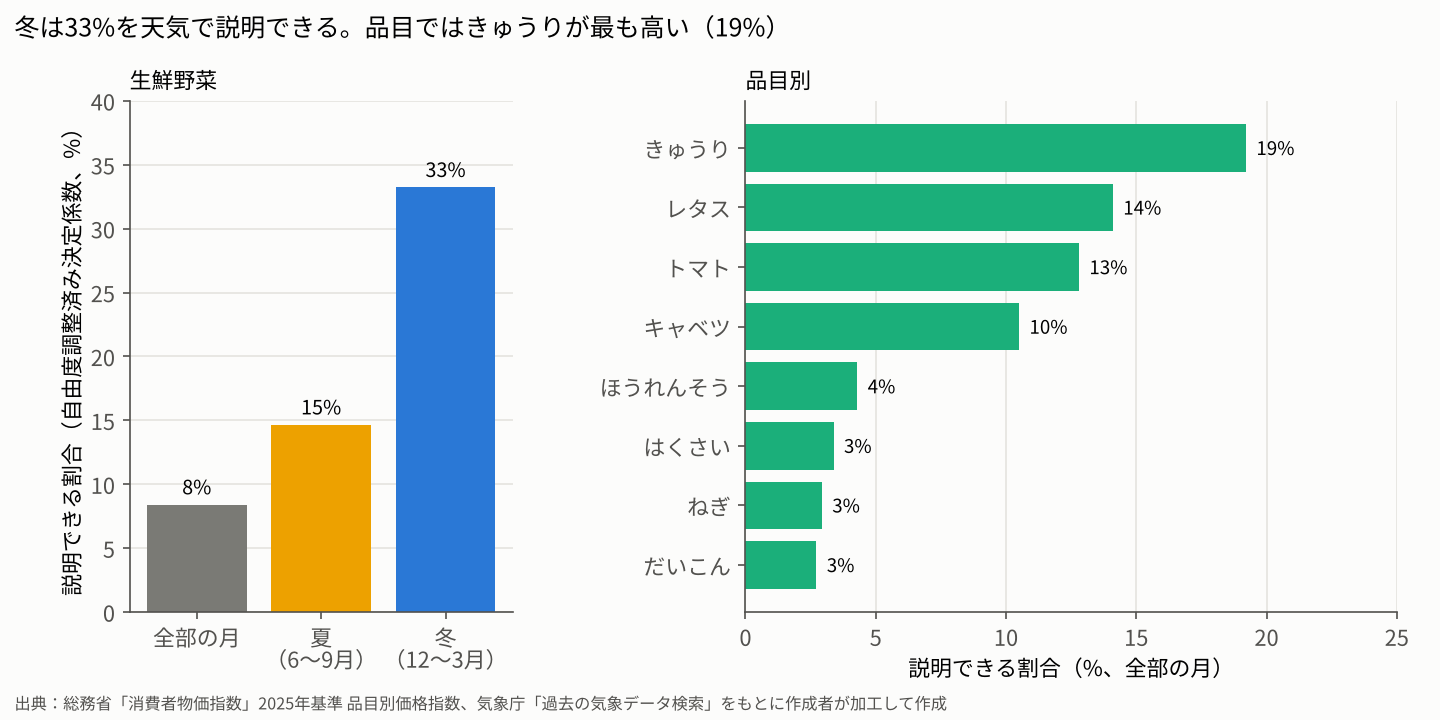 冬は33%を天気で説明できる。品目ではきゅうりが最も高い（19%）
生鮮野菜
説明できる割合（自由度調整済み決定係数、%）
40
35
30
25
20
15
10
5
0
8%
15%
33%
全部の月
夏
（6〜9月）
冬
（12〜3月）
品目別
きゅうり
19%
レタス
14%
トマト
13%
キャベツ
10%
ほうれんそう
4%
はくさい
3%
ねぎ
3%
だいこん
3%
0 5 10 15 20 25
説明できる割合（%、全部の月）
出典：総務省「消費者物価指数」2025年基準 品目別価格指数、気象庁「過去の気象データ検索」をもとに作成者が加工して作成